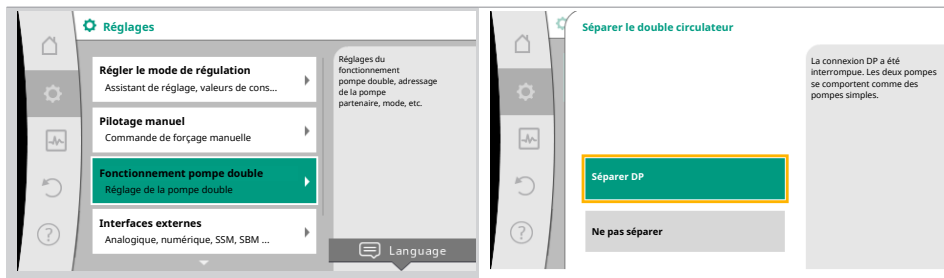 Réglages
Régler le mode de régulation
Assistant de réglage, valeurs de cons...
Pilotage manuel
Commande de forçage manuelle
Fonctionnement pompe double
Réglage de la pompe double
Interfaces externes
Analogique, numérique, SSM, SBM ...
Réglages du
fonctionnement
pompe double, adressage
de la pompe
partenaire, mode, etc.
Language
Séparer le double circulateur
Séparer DP
Ne pas séparer
La connexion DP a été
interrompue. Les deux pompes
se comportent comme des
pompes simples.